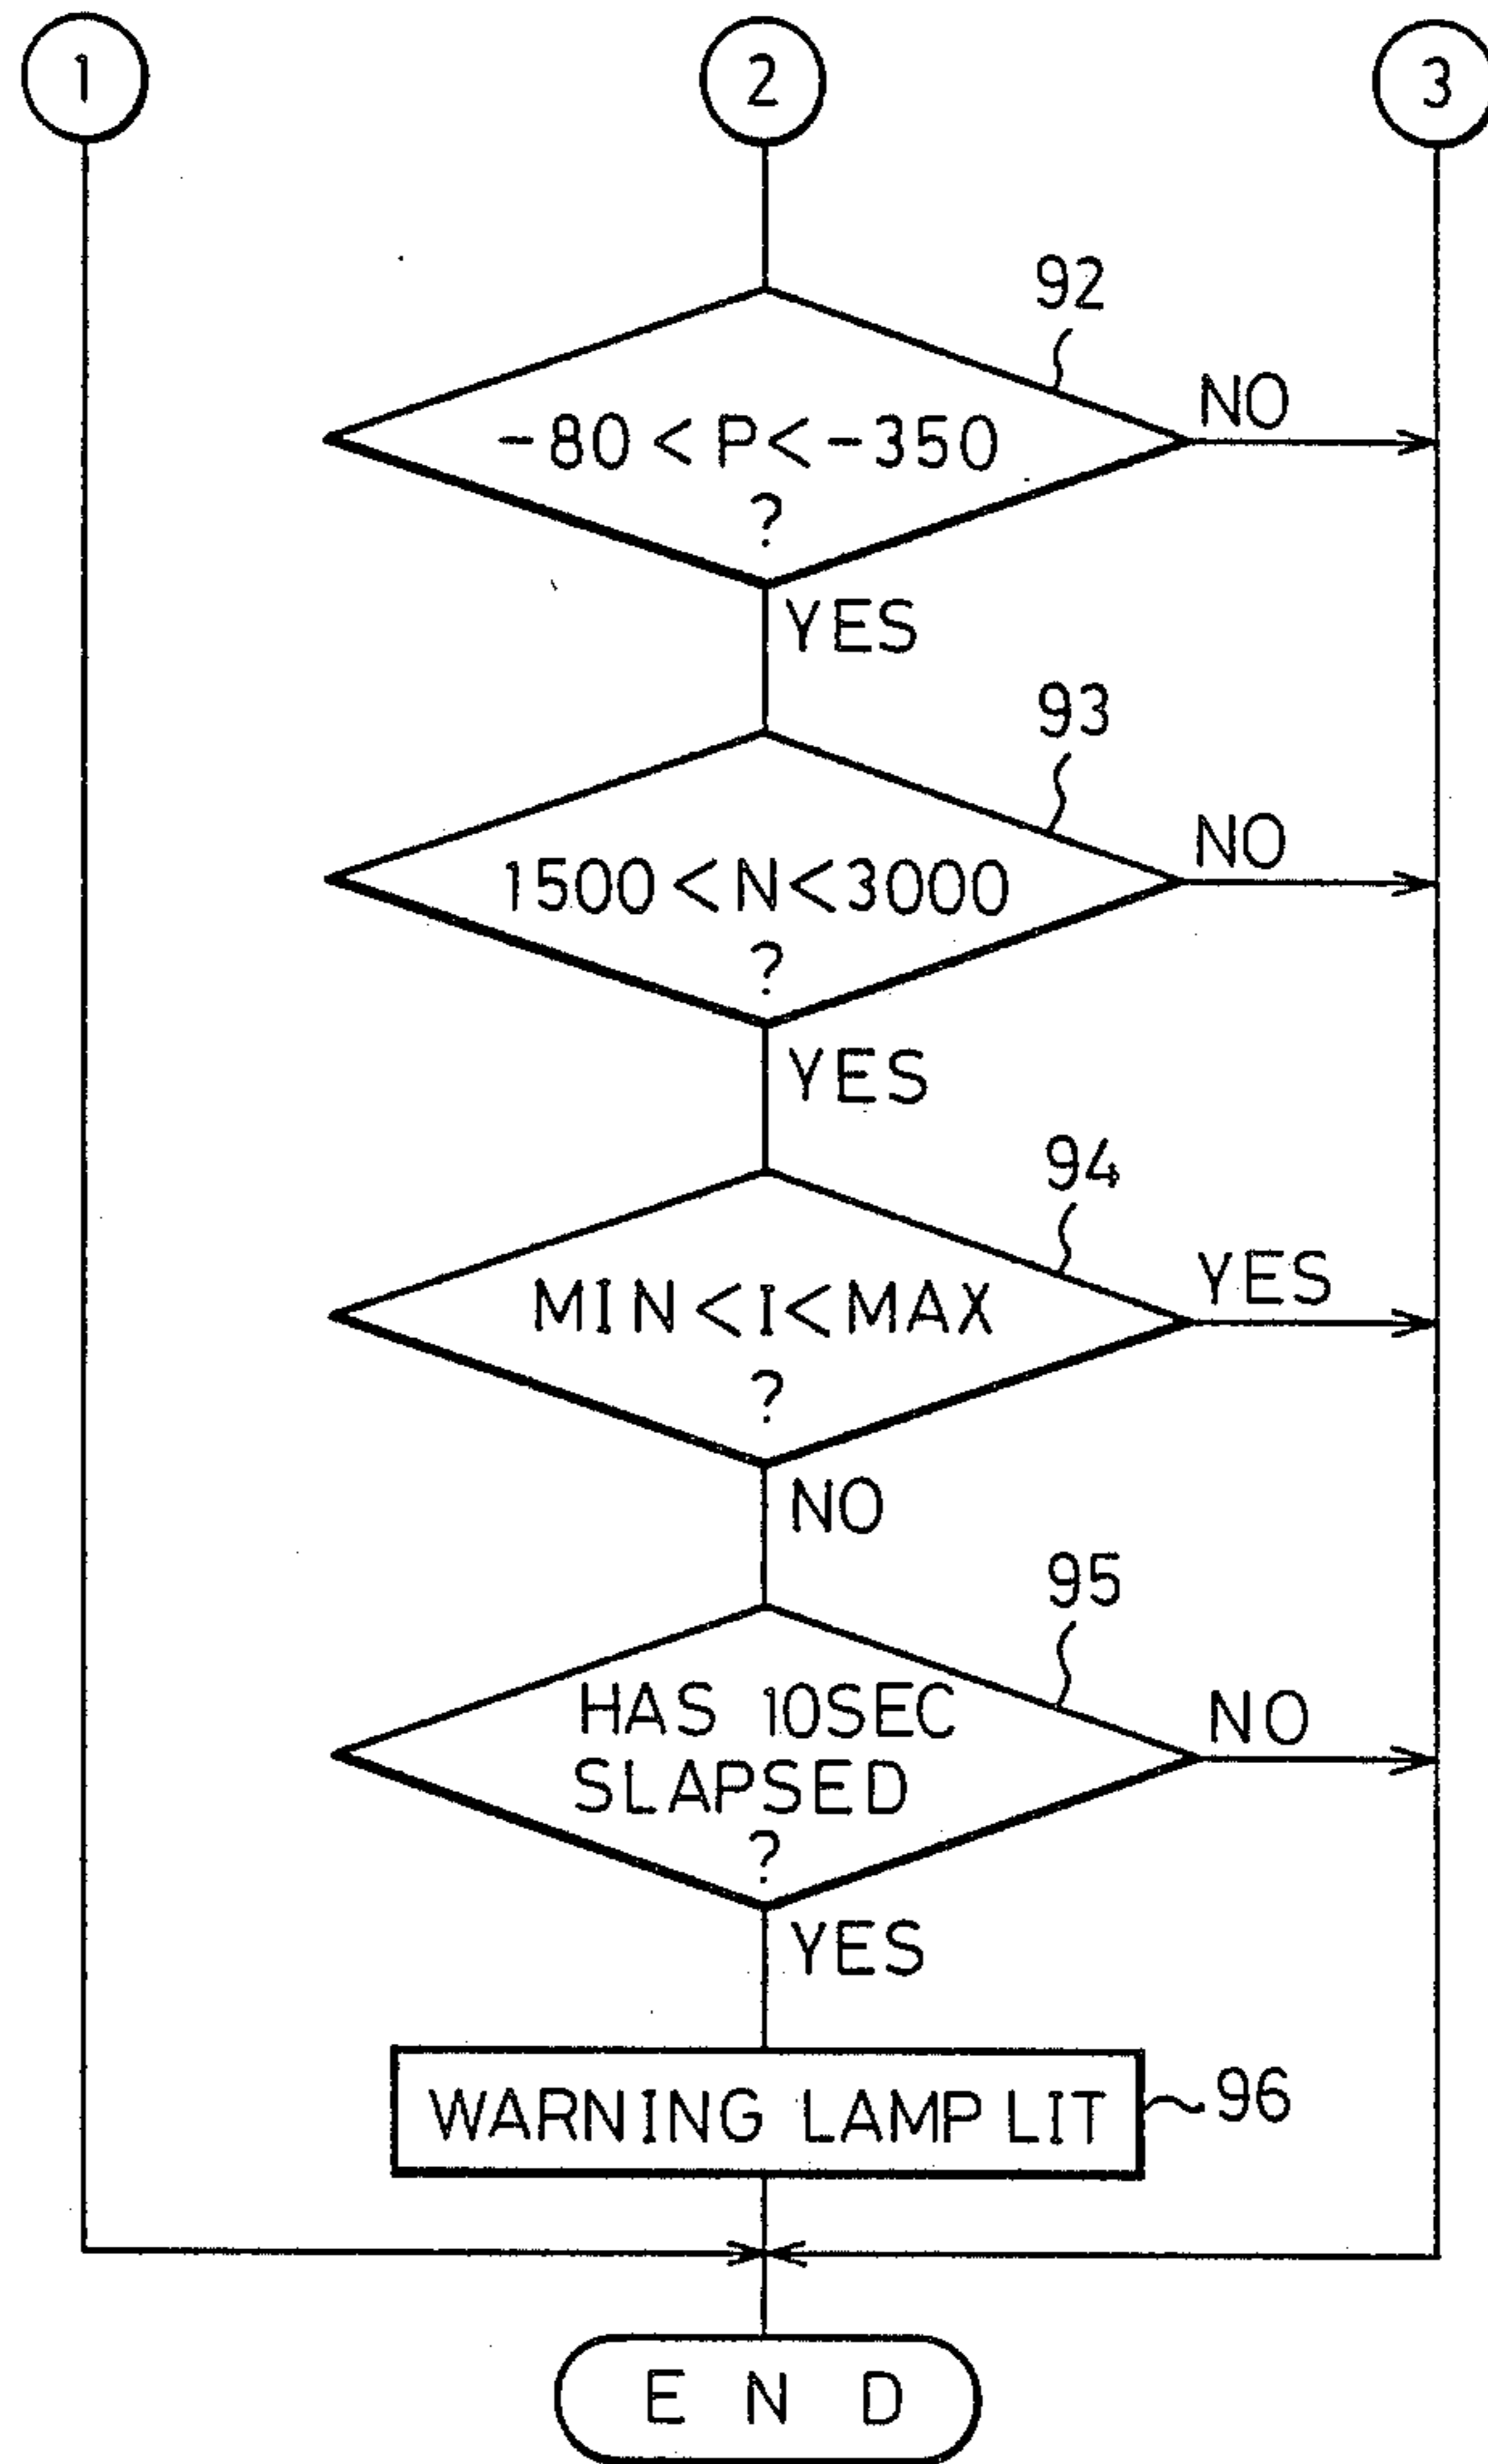 1 2 3
92
-80<P<-350
?
NO
YES
93
1500<N<3000
?
NO
YES
94
MIN<I<MAX
?
YES
NO
95
HAS 10SEC
SLAPSED
?
NO
YES
WARNING LAMP LIT
96
END